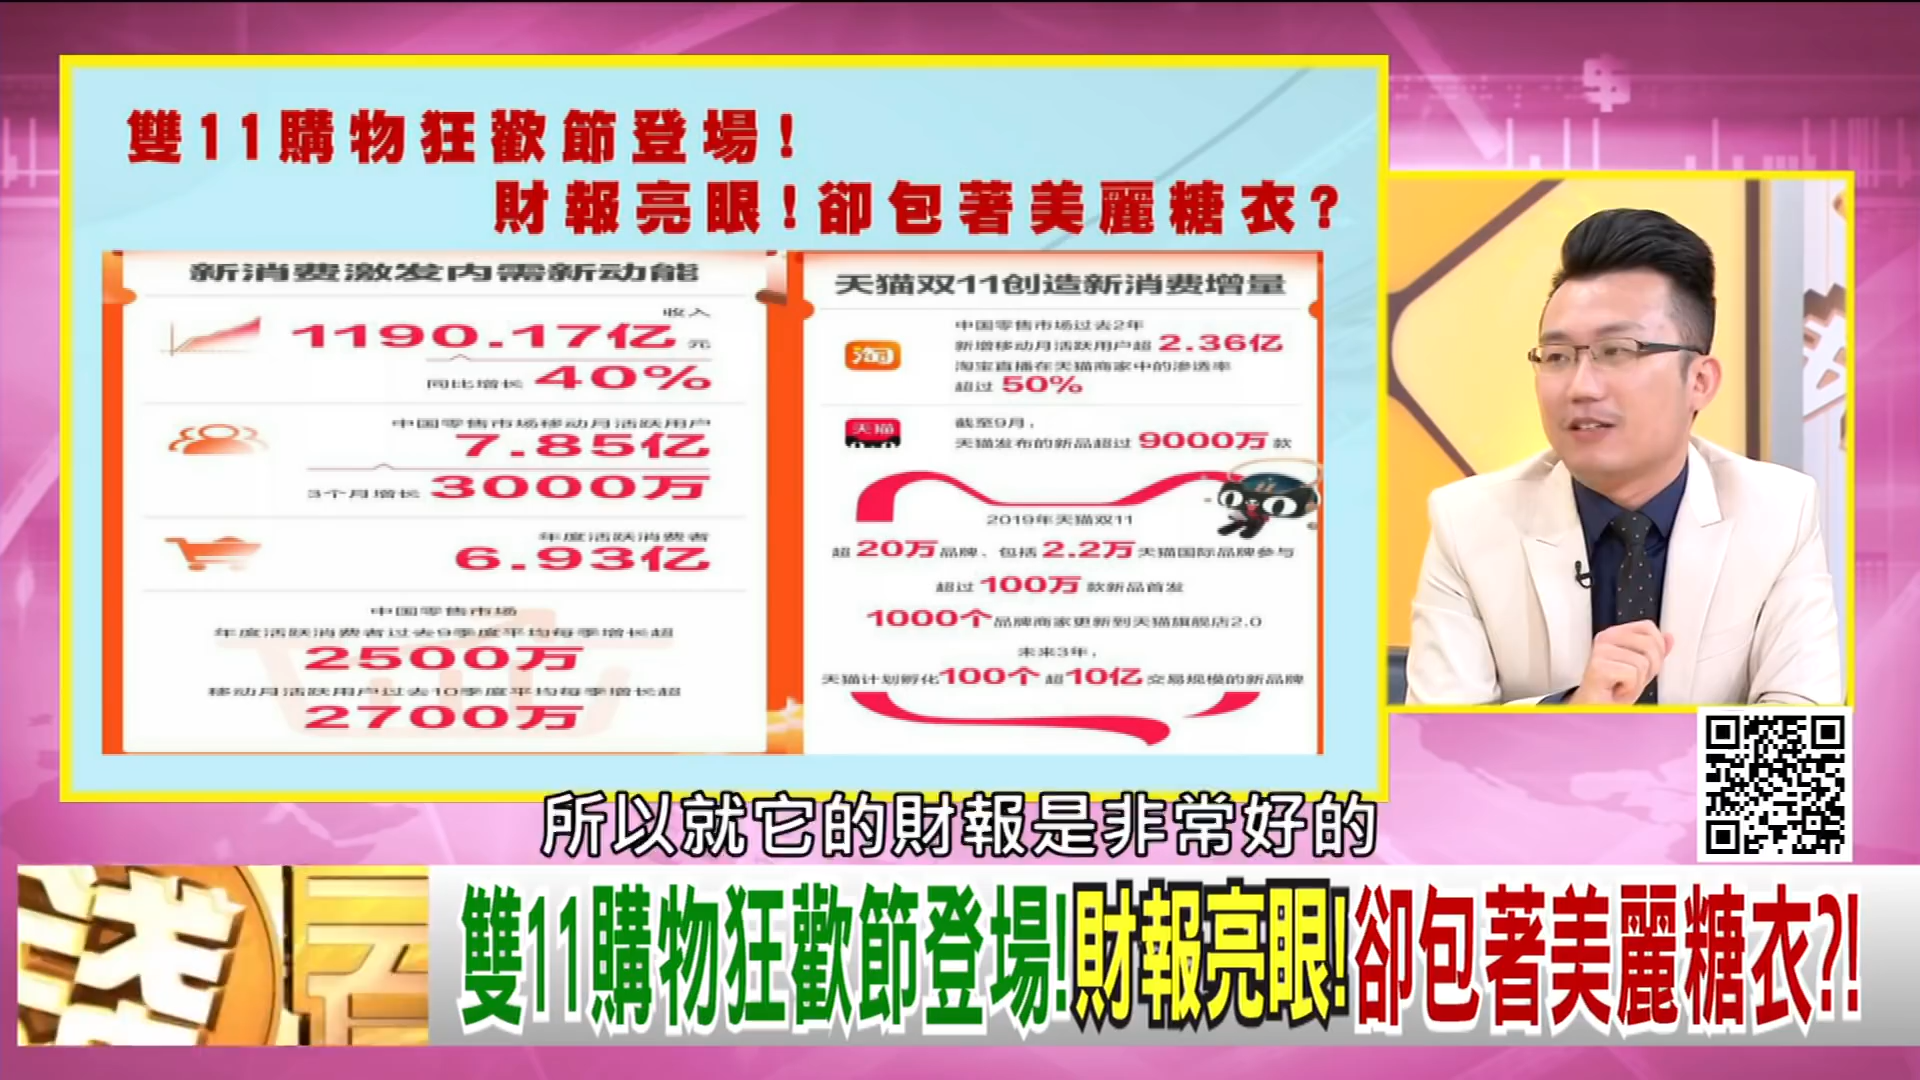 雙11購物狂歡節登場!
財報亮眼!卻包著美麗糖衣?
新消费激发内需新动能
收入
1190.17亿元
同比增长 40%
中国零售市场移动月活跃用户
7.85亿
3个月增长 3000万
年度活跃消费者
6.93亿
中国零售市场
年度活跃消费者过去9季度平均每季增长超
2500万
移动月活跃用户过去10季度平均每季增长超
2700万
天猫双11创造新消费增量
淘
中国零售市场过去2年
新增移动月活跃用户超 2.36亿
淘宝直播在天猫商家中的渗透率
超过 50%
天猫
截至9月,
天猫发布的新品超过 9000万 款
2019年天猫双11
超 20万 品牌、包括 2.2万 天猫国际品牌参与
超过 100万 款新品首发
1000个品牌商家更新到天猫旗舰店2.0
未来3年,
天猫计划孵化100个 超10亿 交易规模的新品牌
所以就它的財報是非常好的
雙11購物狂歡節登場!財報亮眼!卻包著美麗糖衣?!